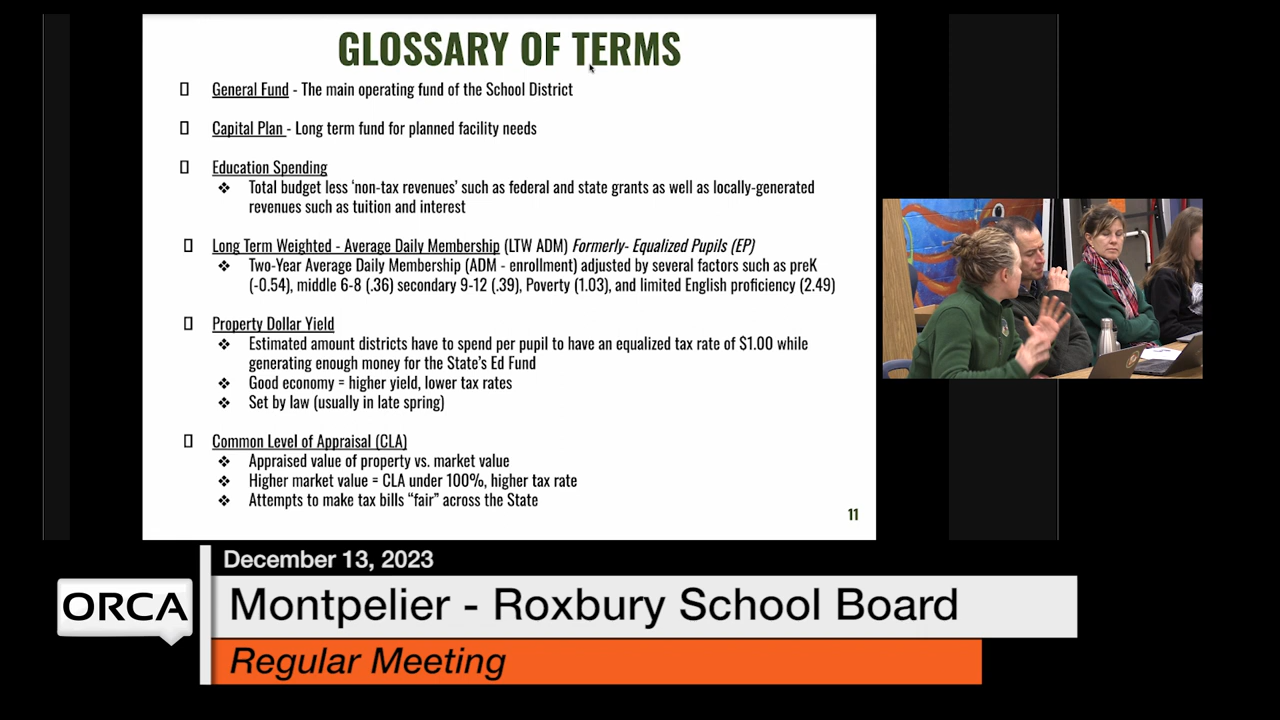 GLOSSARY OF TERMS
General Fund - The main operating fund of the School District
Capital Plan - Long term fund for planned facility needs
Education Spending
❖ Total budget less ‘non-tax revenues’ such as federal and state grants as well as locally-generated
revenues such as tuition and interest
Long Term Weighted - Average Daily Membership (LTW ADM) Formerly- Equalized Pupils (EP)
❖ Two-Year Average Daily Membership (ADM - enrollment) adjusted by several factors such as preK
(-0.54), middle 6-8 (.36) secondary 9-12 (.39), Poverty (1.03), and limited English proficiency (2.49)
Property Dollar Yield
❖ Estimated amount districts have to spend per pupil to have an equalized tax rate of $1.00 while
generating enough money for the State’s Ed Fund
❖ Good economy = higher yield, lower tax rates
❖ Set by law (usually in late spring)
Common Level of Appraisal (CLA)
❖ Appraised value of property vs. market value
❖ Higher market value = CLA under 100%, higher tax rate
❖ Attempts to make tax bills “fair” across the State
11
December 13, 2023
ORCA
Montpelier - Roxbury School Board
Regular Meeting